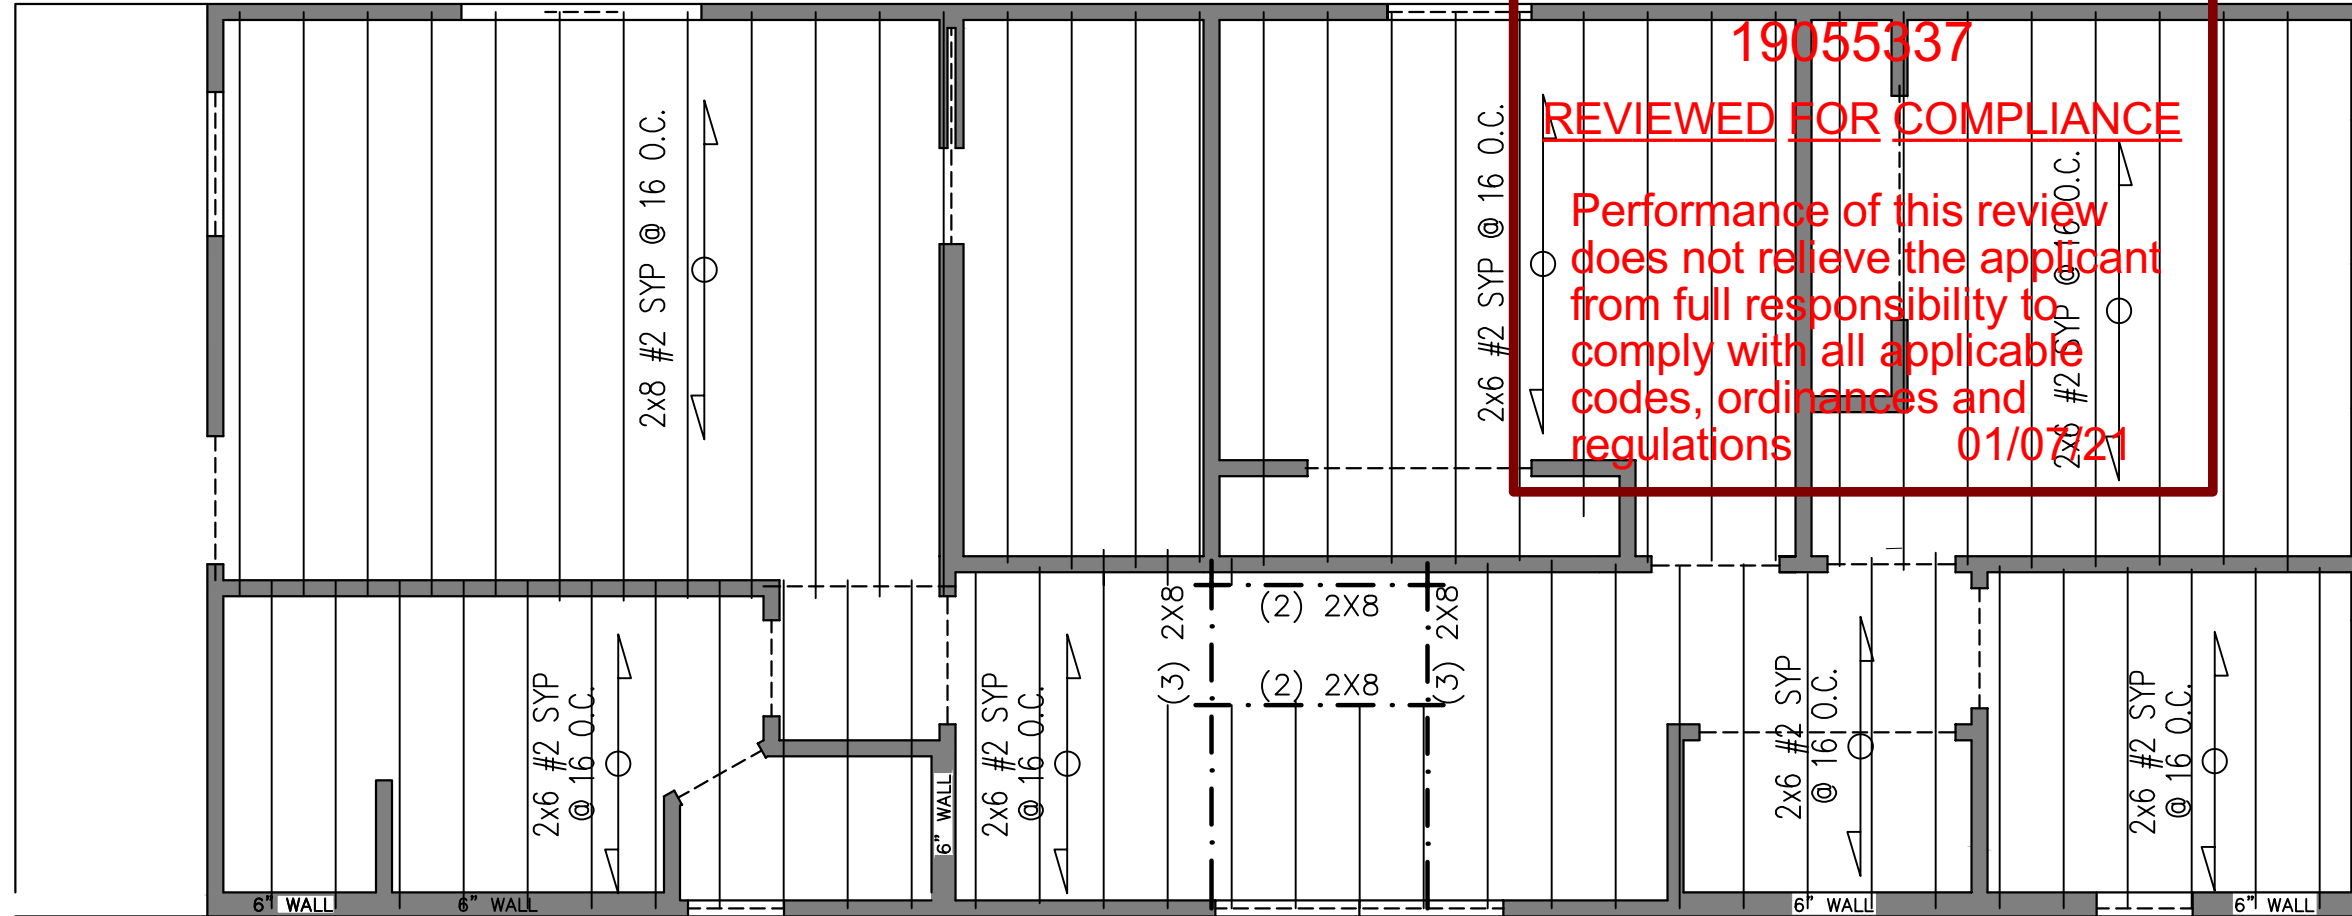 19055337
REVIEWED FOR COMPLIANCE
Performance of this review
does not relieve the applicant
from full responsibility to
comply with all applicable
codes, ordinances and
regulations 01/07/21
2x8 #2 SYP @ 16 O.C.
2x6 #2 SYP @ 16 O.C.
2x6 #2 SYP @ 16 O.C.
2x6 #2 SYP
@ 16 O.C.
6" WALL
2x6 #2 SYP
@ 16 O.C.
(3) 2X8
(2) 2X8
(2) 2X8
(3) 2X8
2x6 #2 SYP
@ 16 O.C.
2x6 #2 SYP
@ 16 O.C.
6" WALL
6" WALL
6" WALL
6" WALL